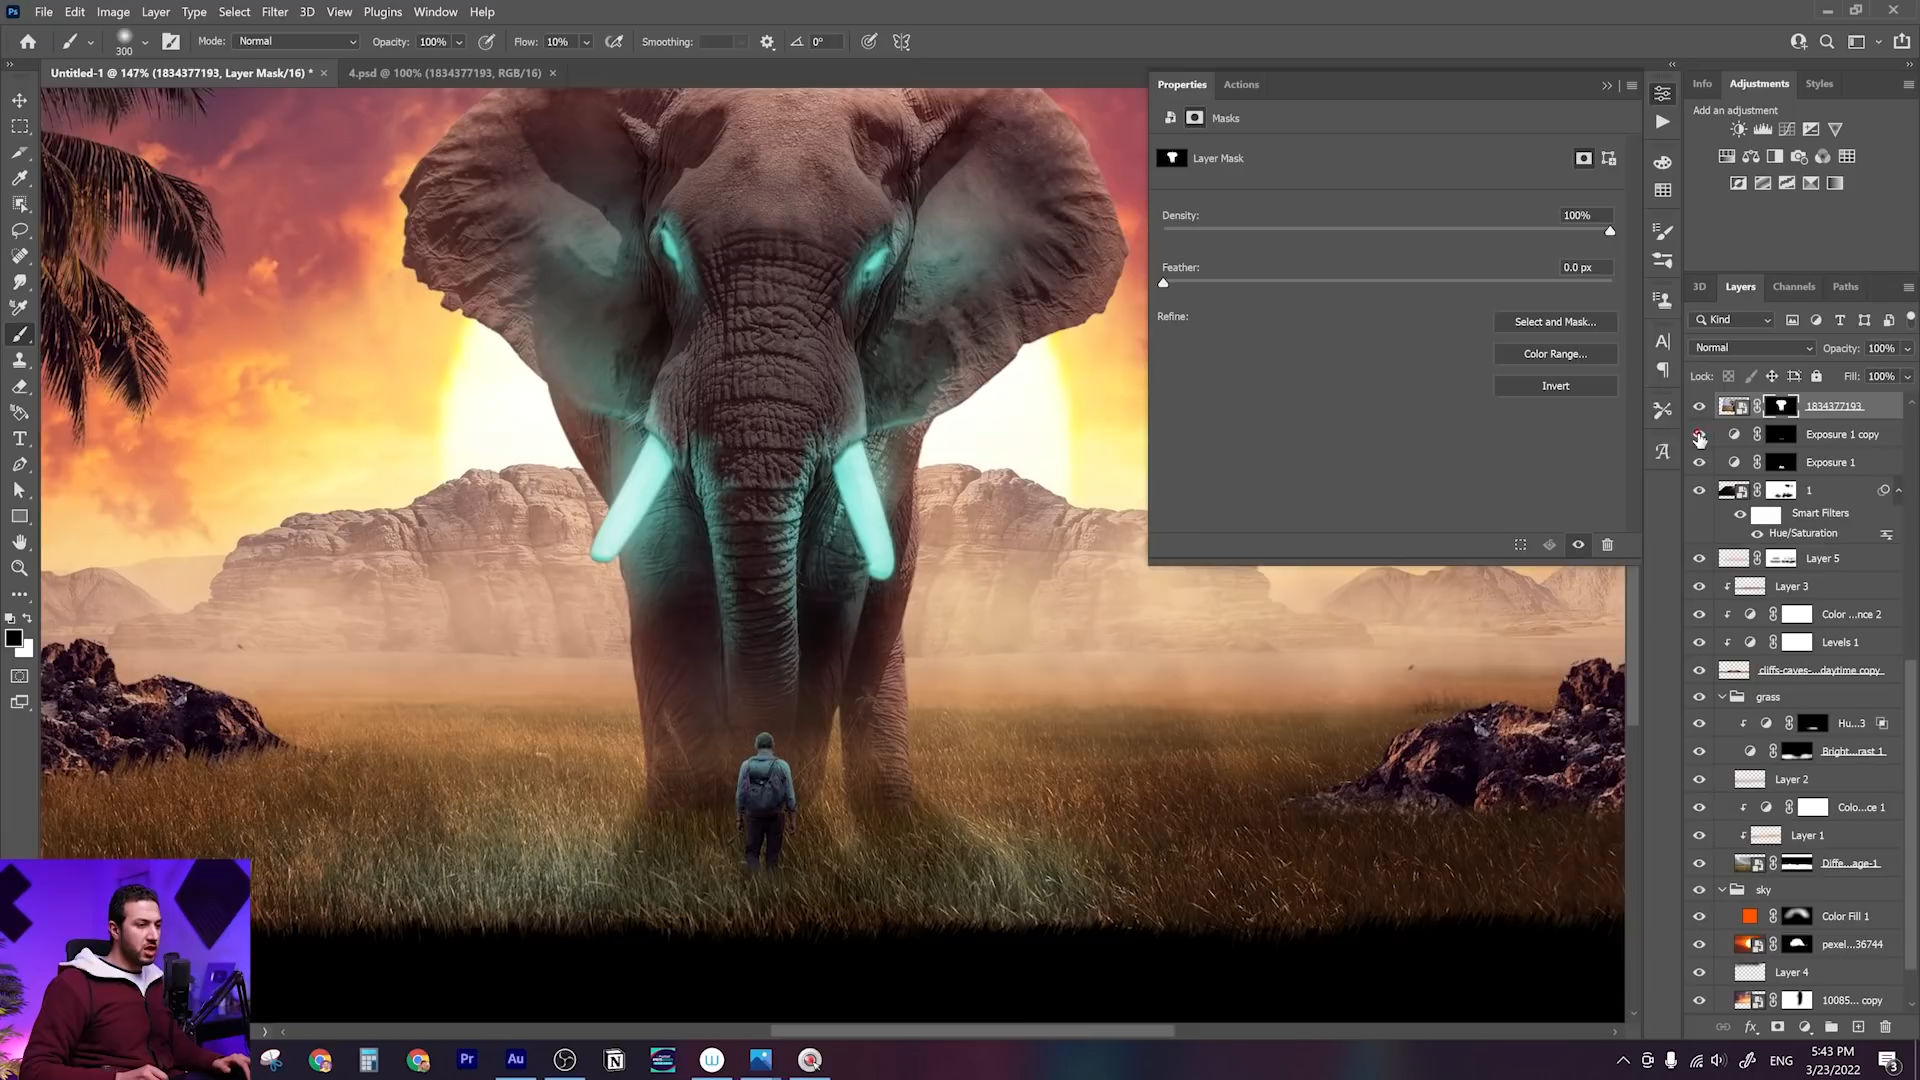 Ps File Edit Image Layer Type Select Filter 3D View Plugins Window Help
300 Mode: Normal Opacity: 100% Flow: 10% Smoothing: 0°
Untitled-1 @ 147% (1834377193, Layer Mask/16) * × 4.psd @ 100% (1834377193, RGB/16) ×
Properties Actions
Masks
Layer Mask
Density: 100%
Feather: 0.0 px
Refine:
Select and Mask...
Color Range...
Invert
Info Adjustments Styles
Add an adjustment
3D Layers Channels Paths
Kind
Normal Opacity: 100%
Lock: Fill: 100%
1834377193
Exposure 1 copy
Exposure 1
1
Smart Filters
Hue/Saturation
Layer 5
Layer 3
Color ...nce 2
Levels 1
cliffs-caves-...daytime copy
grass
Hu...3
Bright...rast 1
Layer 2
Colo...ce 1
Layer 1
Diffe...age-1
sky
Color Fill 1
pexel...36744
Layer 4
10085... copy
fx
Pr Au N W
ENG
5:43 PM
3/23/2022
3